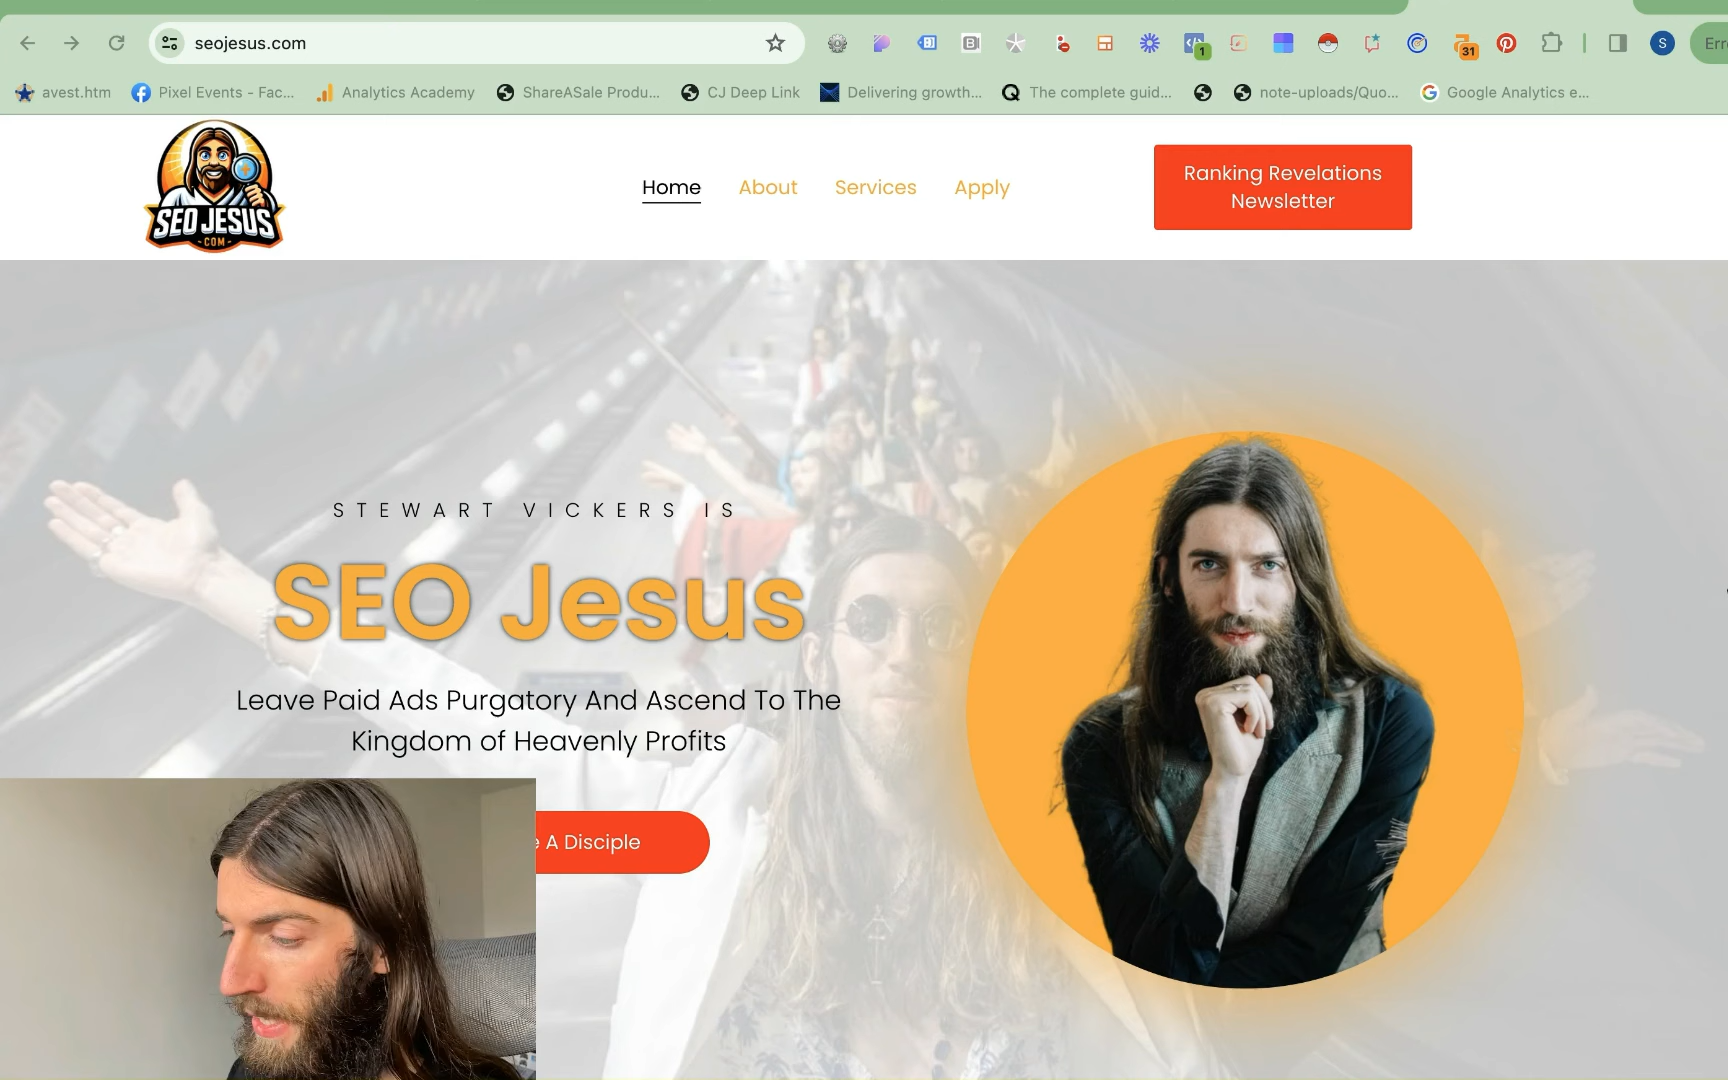 seojesus.com
1
31
S
avest.htm
Pixel Events - Fac...
Analytics Academy
ShareASale Produ...
CJ Deep Link
Delivering growth...
The complete guid...
note-uploads/Quo...
Google Analytics e...
SEO JESUS
- COM -
Home
About
Services
Apply
Ranking Revelations
Newsletter
STEWART VICKERS IS
SEO Jesus
Leave Paid Ads Purgatory And Ascend To The
Kingdom of Heavenly Profits
A Disciple